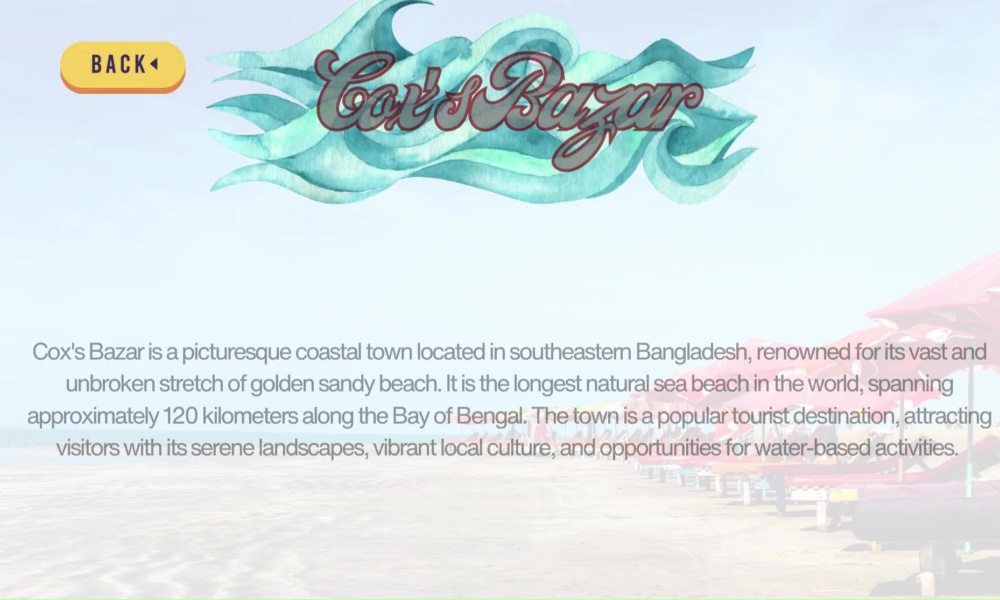 BACK
Cox's Bazar
Cox's Bazar is a picturesque coastal town located in southeastern Bangladesh, renowned for its vast and
unbroken stretch of golden sandy beach. It is the longest natural sea beach in the world, spanning
approximately 120 kilometers along the Bay of Bengal. The town is a popular tourist destination, attracting
visitors with its serene landscapes, vibrant local culture, and opportunities for water-based activities.